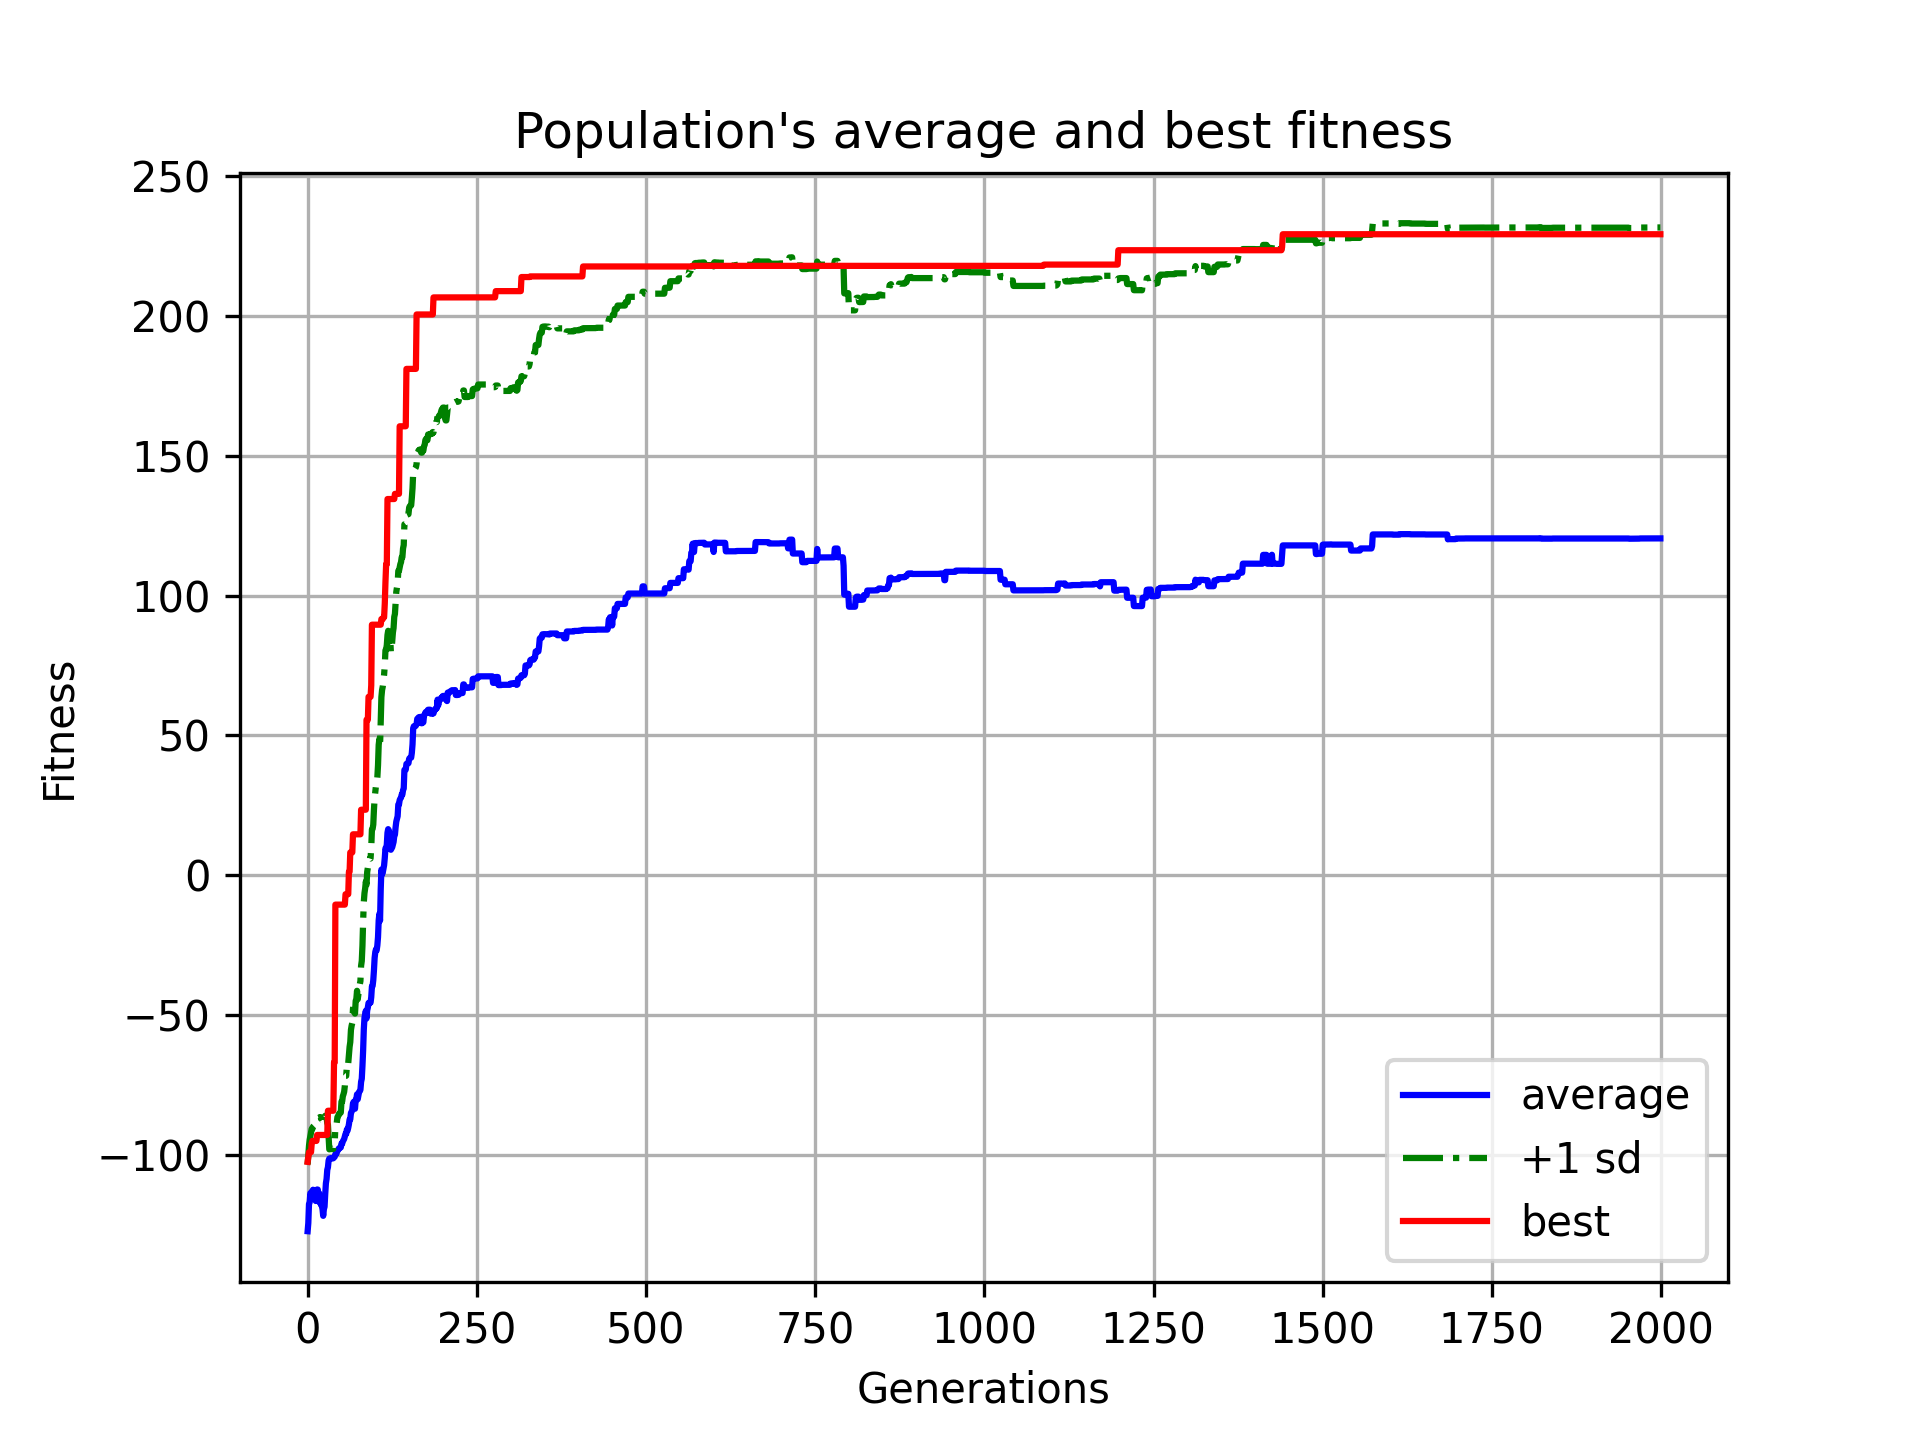 Population's average and best fitness
250
200
150
100
50
0
−50
−100
Fitness
average
+1 sd
best
0 250 500 750 1000 1250 1500 1750 2000
Generations